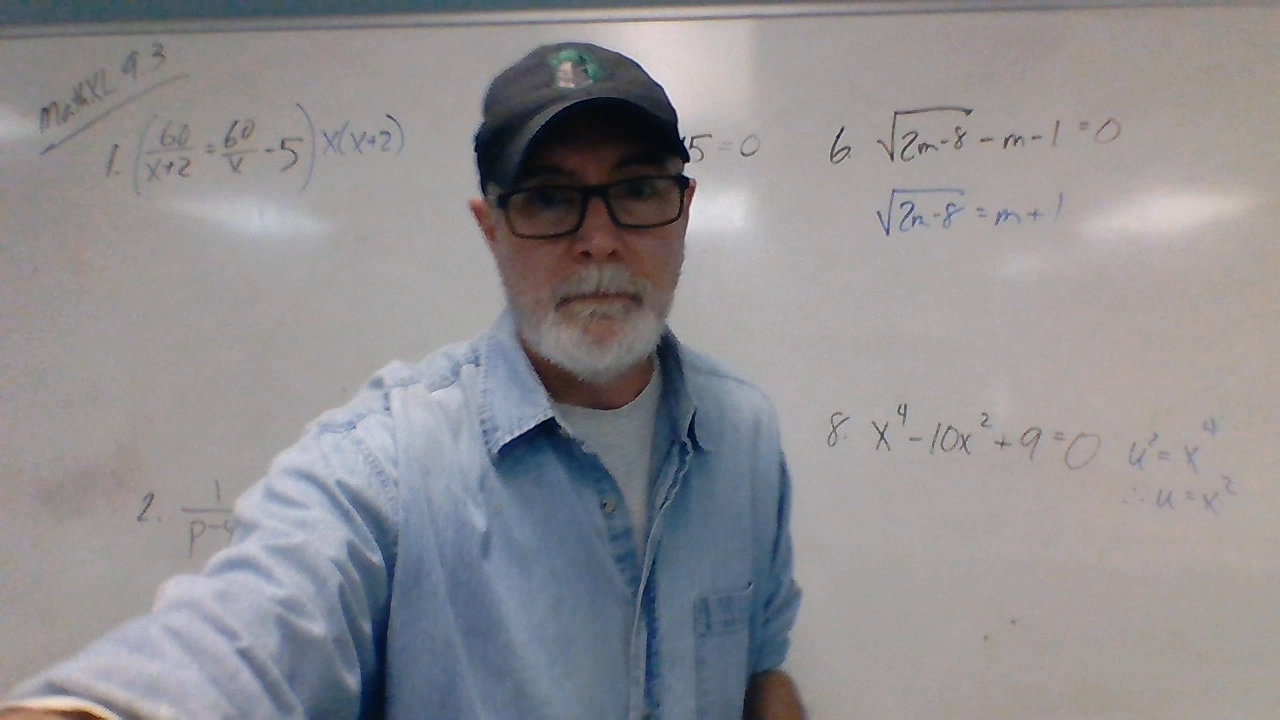 MathXL 9.3
1. (60/(x+2) = 60/x - 5) x(x+2)
5 = 0
6. √(2m-8) - m - 1 = 0
√(2m-8) = m + 1
2. 1/(p-
8. x⁴ - 10x² + 9 = 0 u² = x⁴
∴ u = x²